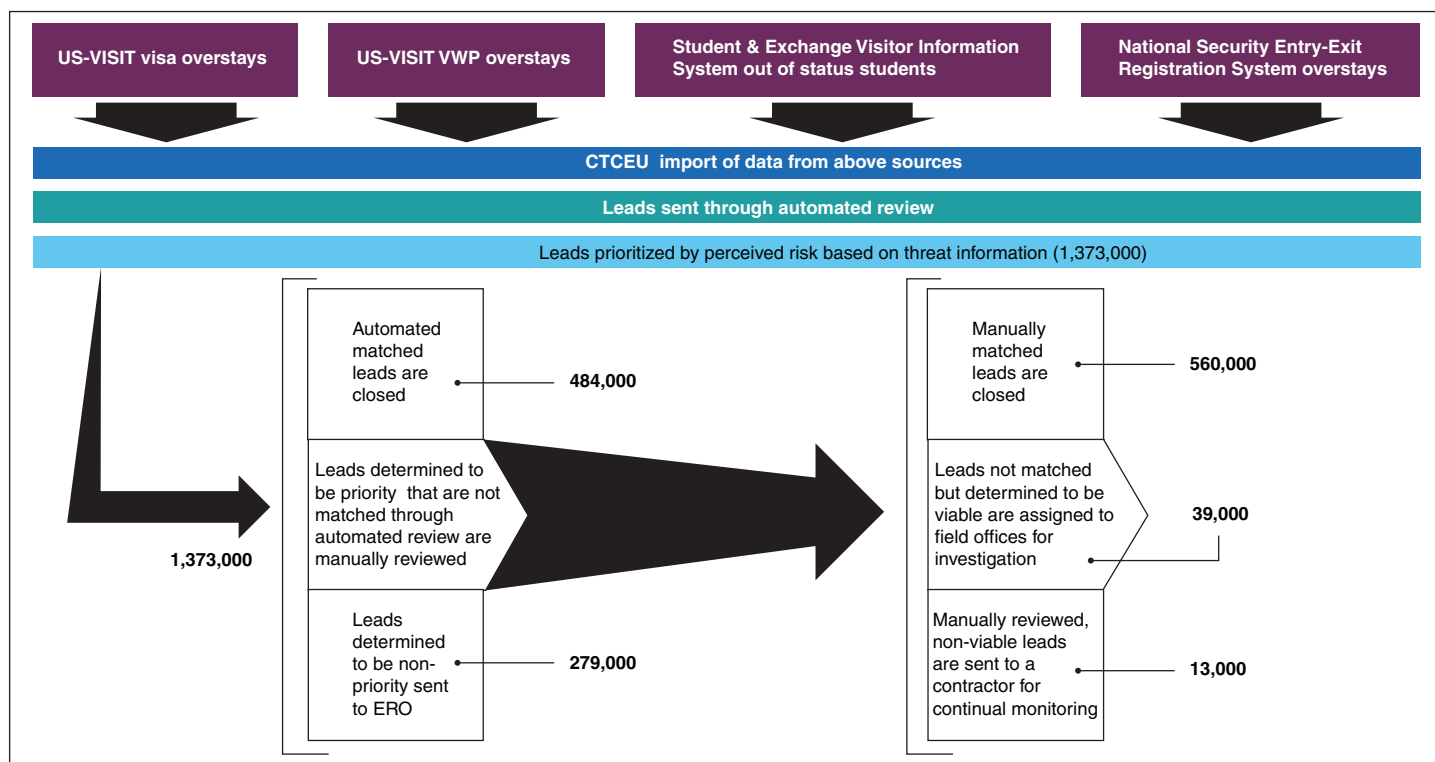 US-VISIT visa overstays
US-VISIT VWP overstays
Student & Exchange Visitor Information
System out of status students
National Security Entry-Exit
Registration System overstays
CTCEU import of data from above sources
Leads sent through automated review
Leads prioritized by perceived risk based on threat information (1,373,000)
1,373,000
Automated
matched
leads are
closed
484,000
Leads determined to
be priority that are not
matched through
automated review are
manually reviewed
Leads
determined
to be non-
priority sent
to ERO
279,000
Manually
matched
leads are
closed
560,000
Leads not matched
but determined to be
viable are assigned to
field offices for
investigation
39,000
Manually reviewed,
non-viable leads
are sent to a
contractor for
continual monitoring
13,000